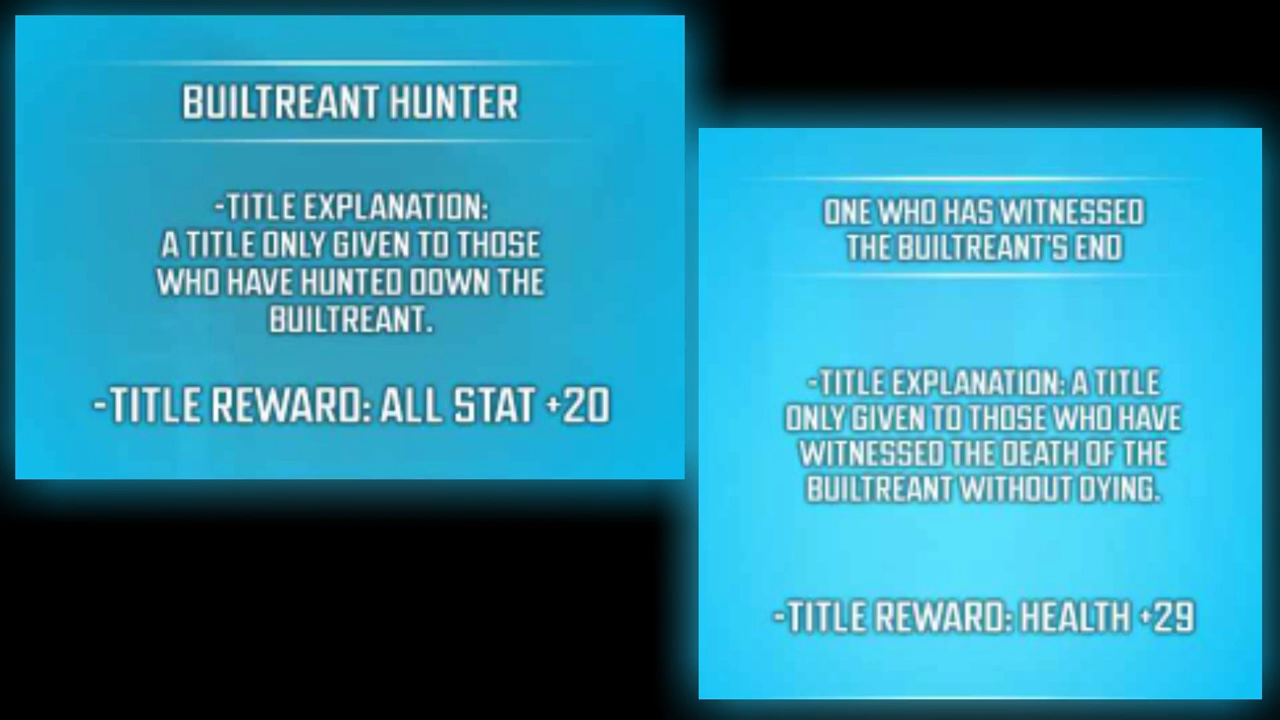 BUILTREANT HUNTER
-TITLE EXPLANATION:
A TITLE ONLY GIVEN TO THOSE
WHO HAVE HUNTED DOWN THE
BUILTREANT.
-TITLE REWARD: ALL STAT +20
ONE WHO HAS WITNESSED
THE BUILTREANT'S END
-TITLE EXPLANATION: A TITLE
ONLY GIVEN TO THOSE WHO HAVE
WITNESSED THE DEATH OF THE
BUILTREANT WITHOUT DYING.
-TITLE REWARD: HEALTH +29